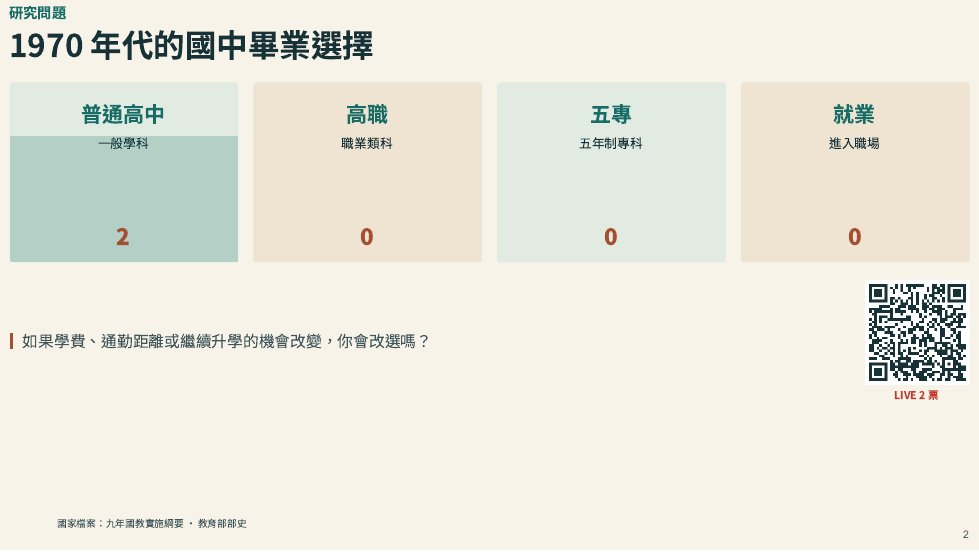 研究問題
1970 年代的國中畢業選擇
普通高中
一般學科
2
高職
職業類科
0
五專
五年制專科
0
就業
進入職場
0
如果學費、通勤距離或繼續升學的機會改變，你會改選嗎？
LIVE 2 票
國家檔案：九年國教實施綱要 · 教育部部史
2